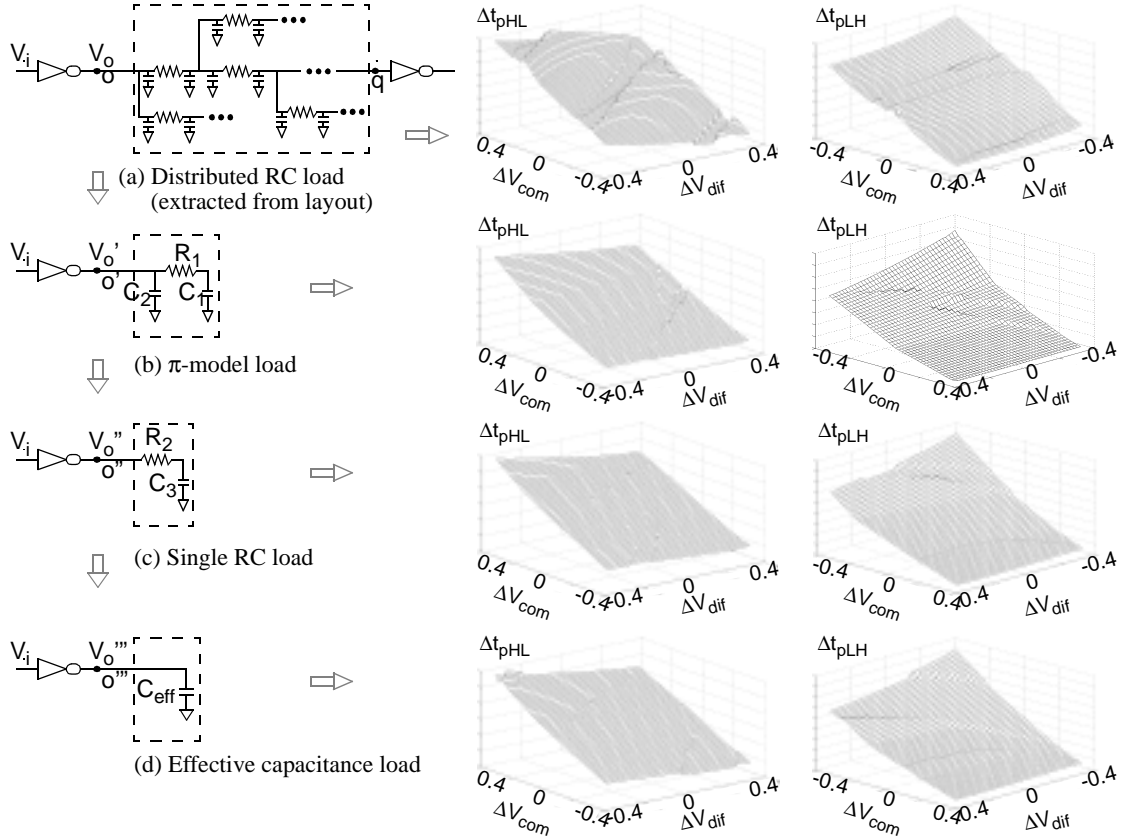 V.i
Vo
o
•••
•••
•••
•••
q
(a) Distributed RC load
(extracted from layout)
ΔtpHL
0.4
0
ΔVcom
-0.4
-0.4
0
ΔVdif
0.4
ΔtpLH
-0.4
0
ΔVcom
0.4
0.4
0
ΔVdif
-0.4
V.i
Vo'
o'
R1
C2
C1
(b) π-model load
ΔtpHL
0.4
0
ΔVcom
-0.4
-0.4
0
ΔVdif
0.4
ΔtpLH
-0.4
0
ΔVcom
0.4
0.4
0
ΔVdif
-0.4
V.i
Vo"
o"
R2
C3
(c) Single RC load
ΔtpHL
0.4
0
ΔVcom
-0.4
-0.4
0
ΔVdif
0.4
ΔtpLH
-0.4
0
ΔVcom
0.4
0.4
0
ΔVdif
-0.4
V.i
Vo'''
o'''
Ceff
(d) Effective capacitance load
ΔtpHL
0.4
0
ΔVcom
-0.4
-0.4
0
ΔVdif
0.4
ΔtpLH
-0.4
0
ΔVcom
0.4
0.4
0
ΔVdif
-0.4